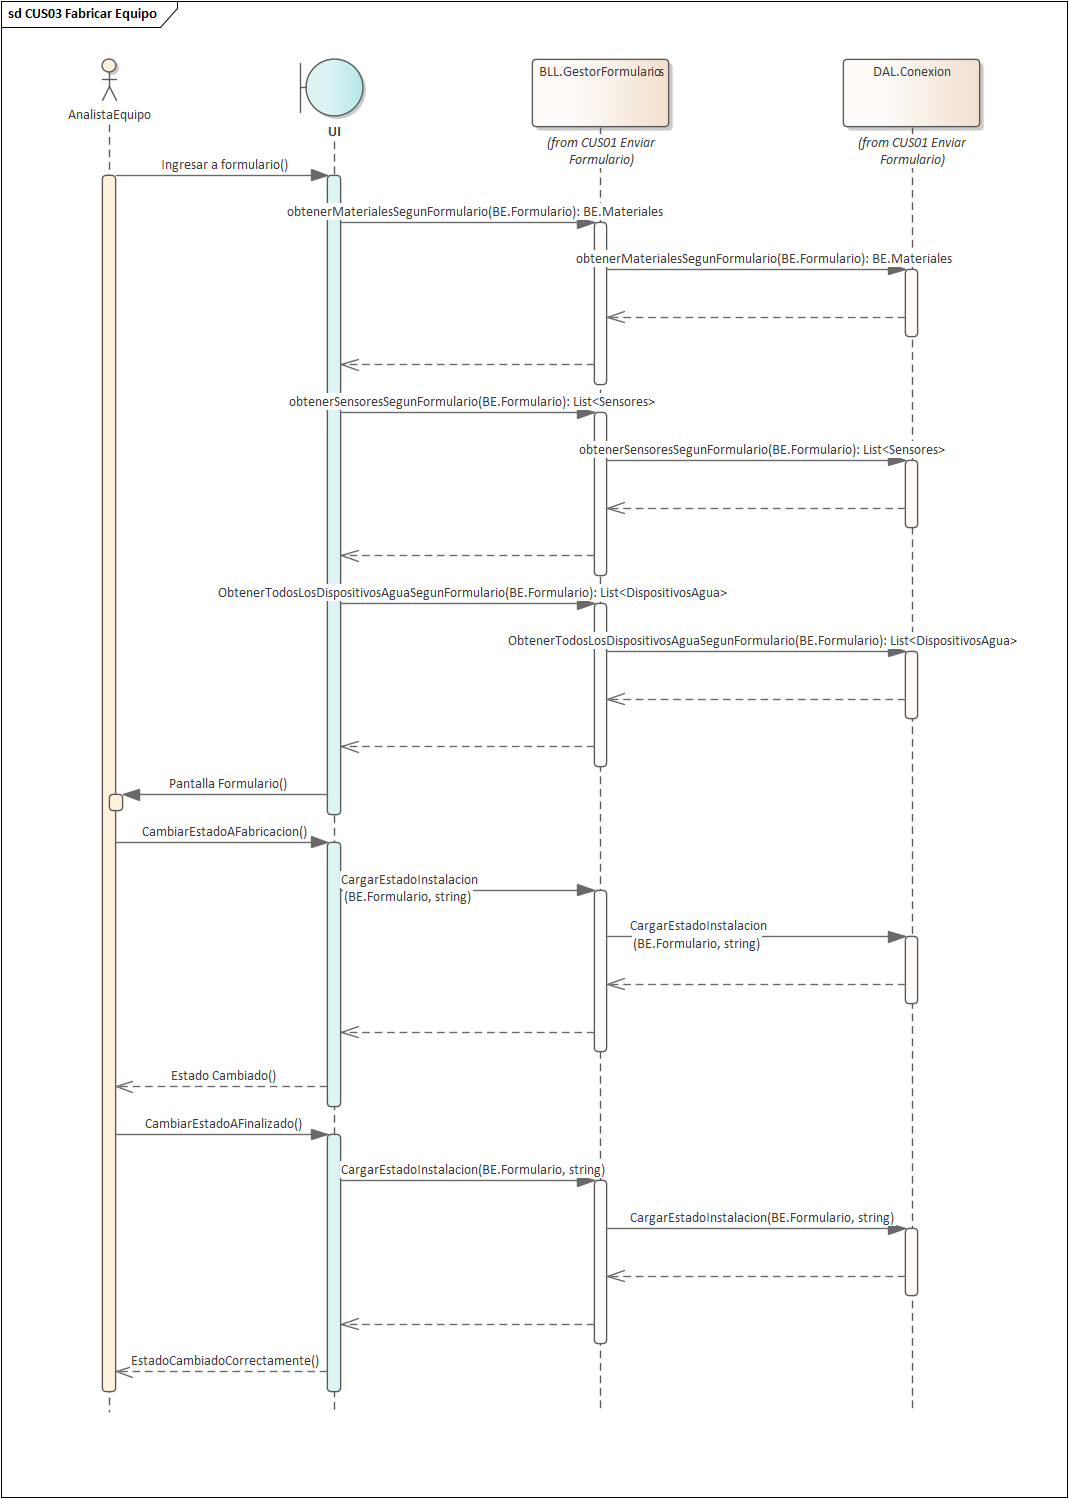 sd CUS03 Fabricar Equipo
AnalistaEquipo
UI
BLL.GestorFormularios
(from CUS01 Enviar
Formulario)
DAL.Conexion
(from CUS01 Enviar
Formulario)
Ingresar a formulario()
obtenerMaterialesSegunFormulario(BE.Formulario): BE.Materiales
obtenerMaterialesSegunFormulario(BE.Formulario): BE.Materiales
obtenerSensoresSegunFormulario(BE.Formulario): List<Sensores>
obtenerSensoresSegunFormulario(BE.Formulario): List<Sensores>
ObtenerTodosLosDispositivosAguaSegunFormulario(BE.Formulario): List<DispositivosAgua>
ObtenerTodosLosDispositivosAguaSegunFormulario(BE.Formulario): List<DispositivosAgua>
Pantalla Formulario()
CambiarEstadoAFabricacion()
CargarEstadoInstalacion
(BE.Formulario, string)
CargarEstadoInstalacion
(BE.Formulario, string)
Estado Cambiado()
CambiarEstadoAFinalizado()
CargarEstadoInstalacion(BE.Formulario, string)
CargarEstadoInstalacion(BE.Formulario, string)
EstadoCambiadoCorrectamente()